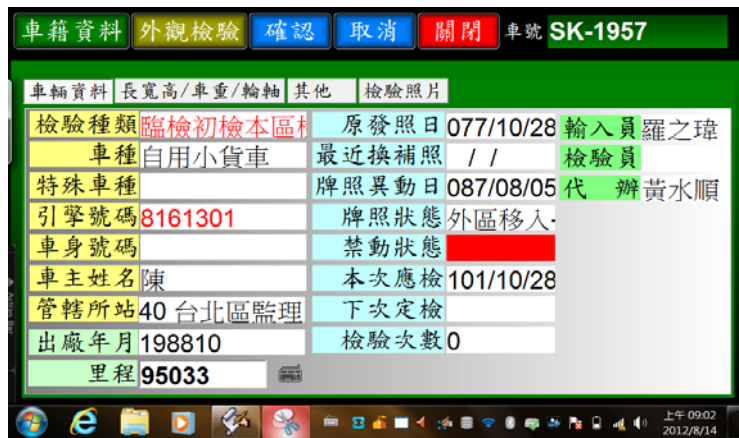 車籍資料 外觀檢驗 確認 取消 關閉 車號 SK-1957
車輛資料 長寬高/車重/輪軸 其他 檢驗照片
檢驗種類 臨檢初檢本區 原發照日 077/10/28 輸入員 羅之瑋
車種 自用小貨車 最近換補照 / / 檢驗員
特殊車種 牌照異動日 087/08/05 代 辦 黃水順
引擎號碼 8161301 牌照狀態 外區移入-
車身號碼 禁動狀態
車主姓名 陳 本次應檢 101/10/28
管轄所站 40 台北區監理 下次定檢
出廠年月 198810 檢驗次數 0
里程 95033
上午 09:02
2012/8/14